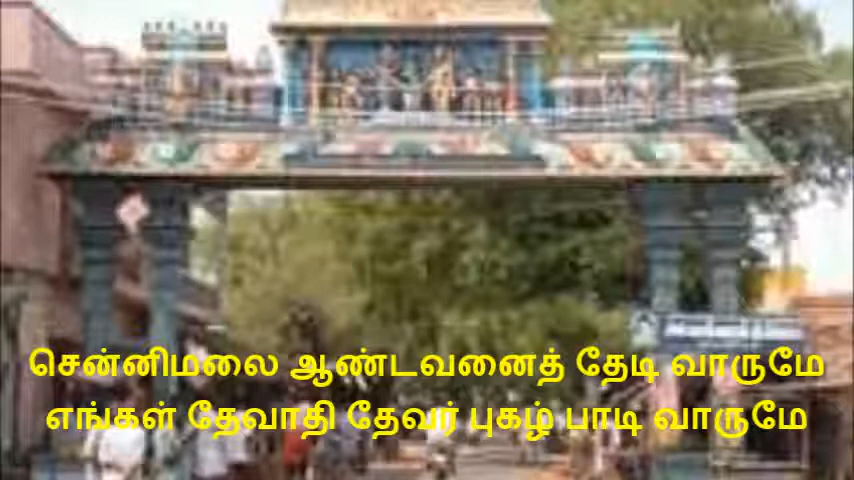 சென்னிமலை ஆண்டவனைத் தேடி வாருமே
எங்கள் தேவாதி தேவர் புகழ் பாடி வாருமே